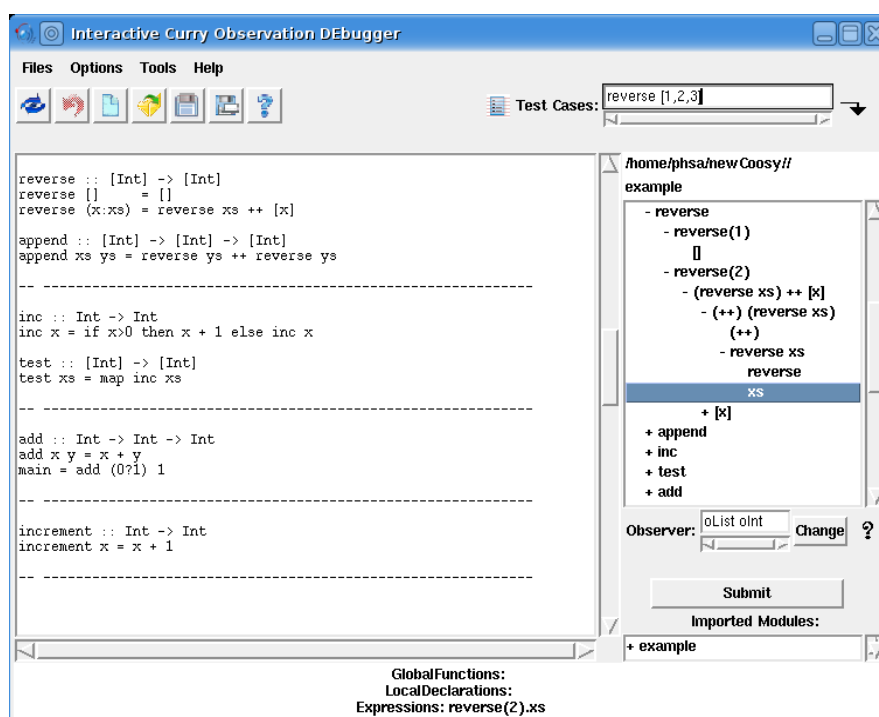 Interactive Curry Observation DEbugger
Files Options Tools Help
Test Cases: reverse [1,2,3]
reverse :: [Int] -> [Int]
reverse [] = []
reverse (x:xs) = reverse xs ++ [x]
append :: [Int] -> [Int] -> [Int]
append xs ys = reverse ys ++ reverse ys
-- --------------------------------------------------
inc :: Int -> Int
inc x = if x>0 then x + 1 else inc x
test :: [Int] -> [Int]
test xs = map inc xs
-- --------------------------------------------------
add :: Int -> Int -> Int
add x y = x + y
main = add (0?1) 1
-- --------------------------------------------------
increment :: Int -> Int
increment x = x + 1
-- --------------------------------------------------
/home/phsa/newCoosy//
example
- reverse
- reverse(1)
[]
- reverse(2)
- (reverse xs) ++ [x]
- (++) (reverse xs)
(++)
- reverse xs
reverse
xs
+ [x]
+ append
+ inc
+ test
+ add
Observer: oList oInt Change ?
Submit
Imported Modules:
+ example
GlobalFunctions:
LocalDeclarations:
Expressions: reverse(2).xs